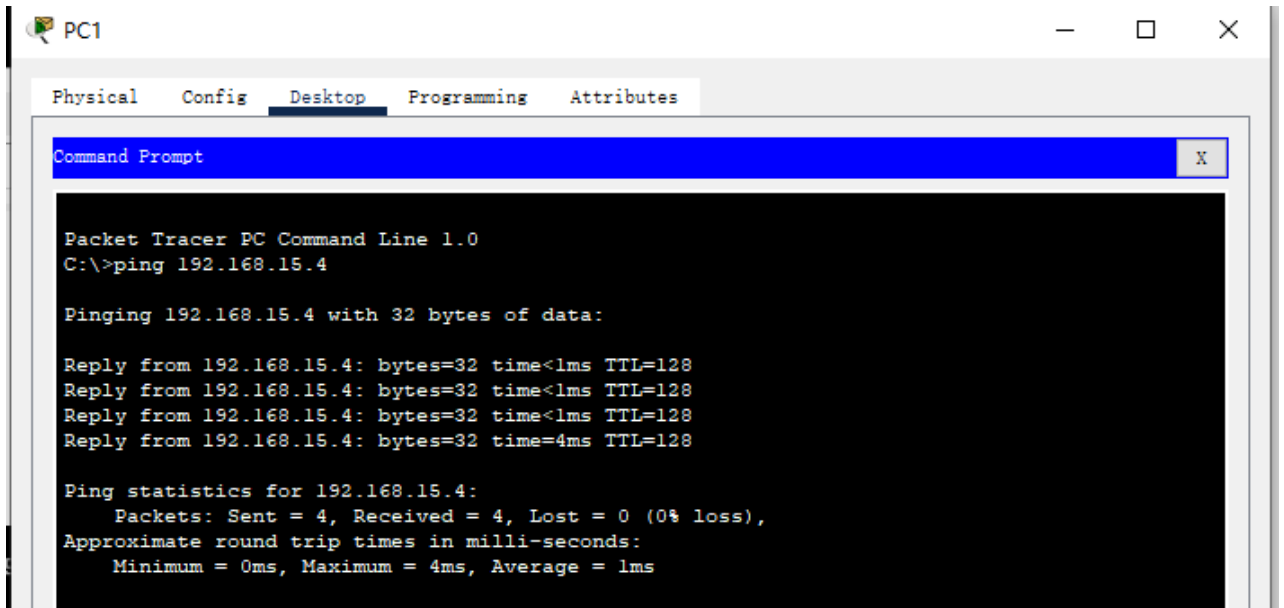 PC1
Physical Config Desktop Programming Attributes
Command Prompt
X
Packet Tracer PC Command Line 1.0
C:\>ping 192.168.15.4
Pinging 192.168.15.4 with 32 bytes of data:
Reply from 192.168.15.4: bytes=32 time<1ms TTL=128
Reply from 192.168.15.4: bytes=32 time<1ms TTL=128
Reply from 192.168.15.4: bytes=32 time<1ms TTL=128
Reply from 192.168.15.4: bytes=32 time=4ms TTL=128
Ping statistics for 192.168.15.4:
Packets: Sent = 4, Received = 4, Lost = 0 (0% loss),
Approximate round trip times in milli-seconds:
Minimum = 0ms, Maximum = 4ms, Average = 1ms